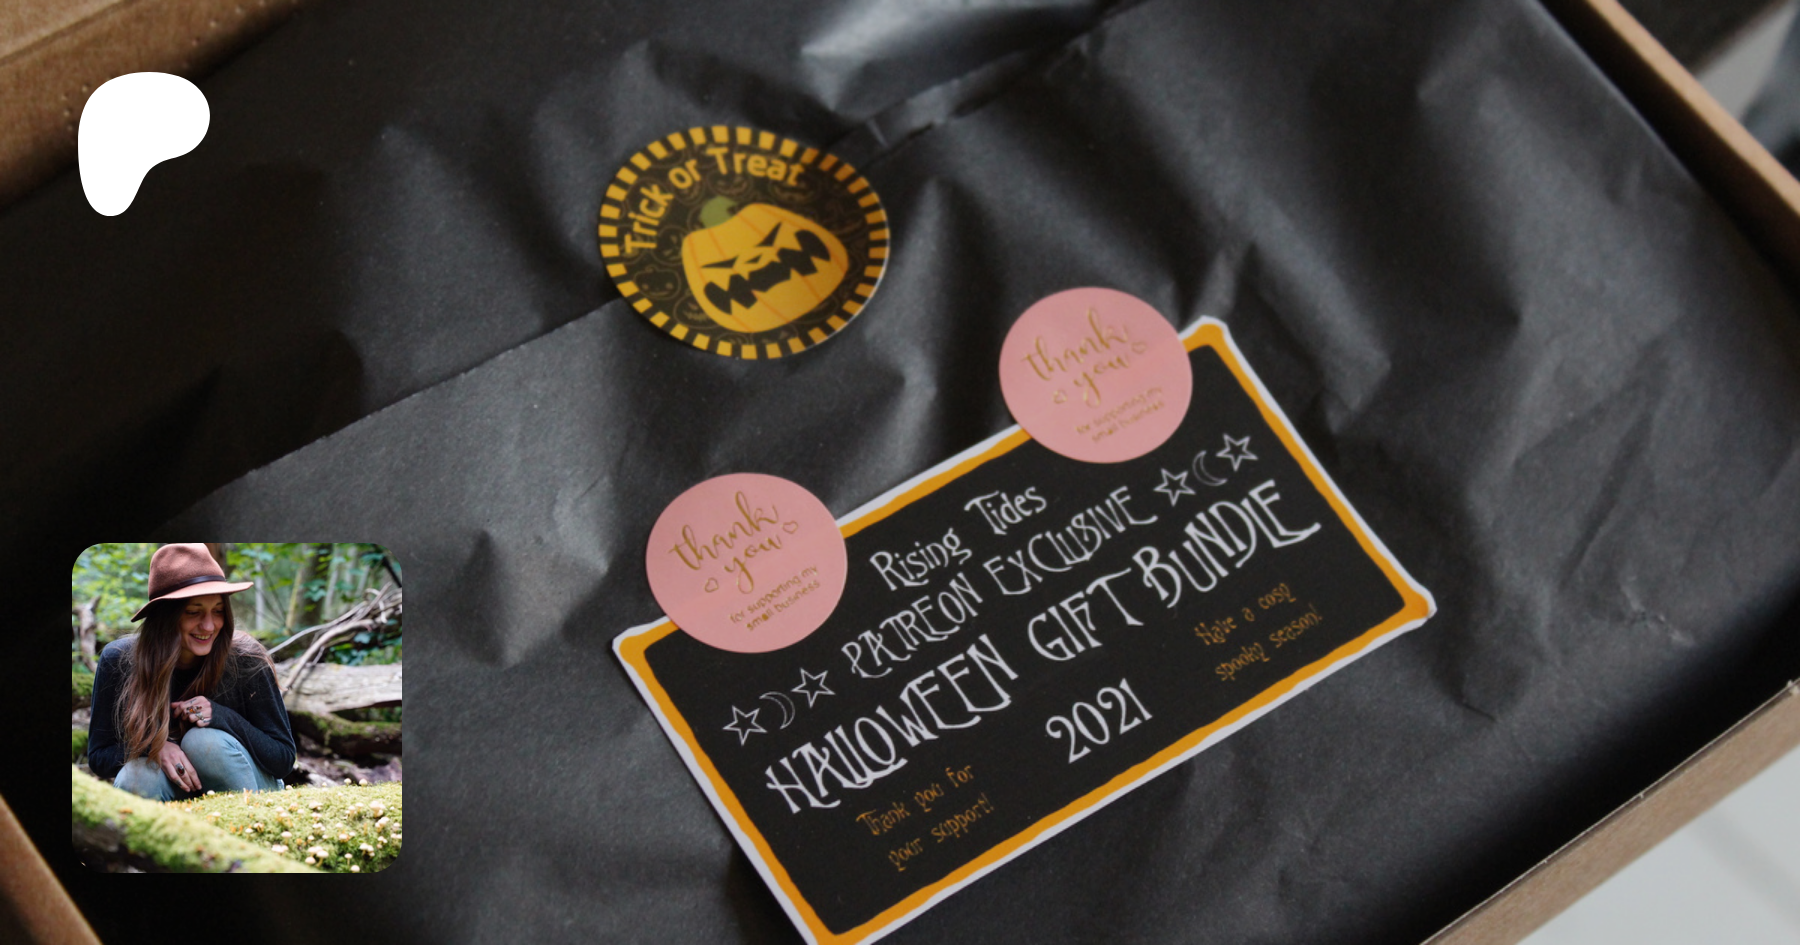 Trick or Treat
thank
you
for supporting my
small business
thank
you
for supporting my
small business
Rising Tides
PATREON EXCLUSIVE
HALLOWEEN GIFT BUNDLE
2021
Thank you for
your support!
Have a cosy
spooky season!